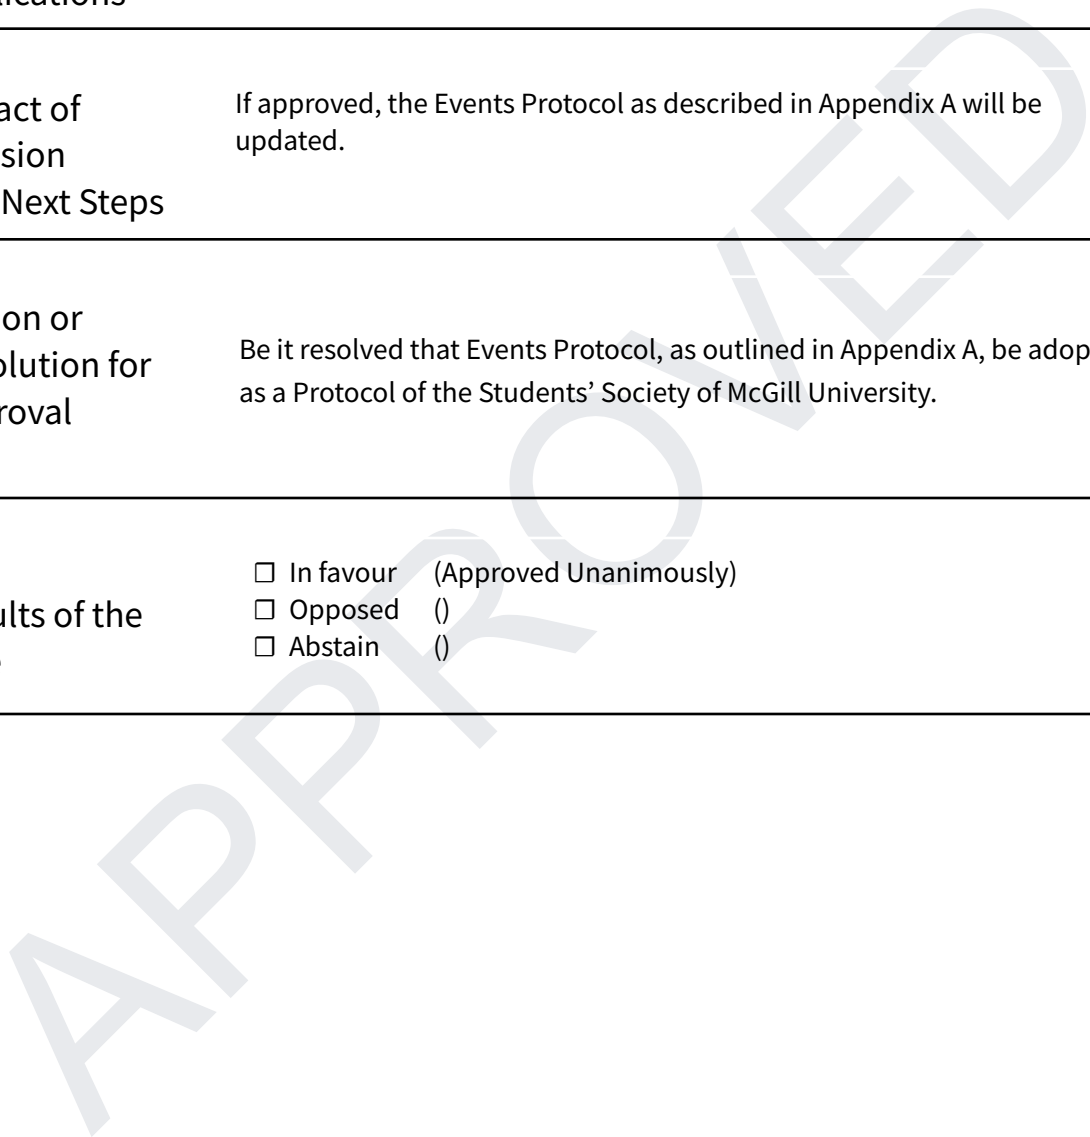 lications
act of
sion
Next Steps
If approved, the Events Protocol as described in Appendix A will be
updated.
on or
olution for
roval
Be it resolved that Events Protocol, as outlined in Appendix A, be adop
as a Protocol of the Students’ Society of McGill University.
ults of the
☐ In favour (Approved Unanimously)
☐ Opposed ()
☐ Abstain ()
APPROVED